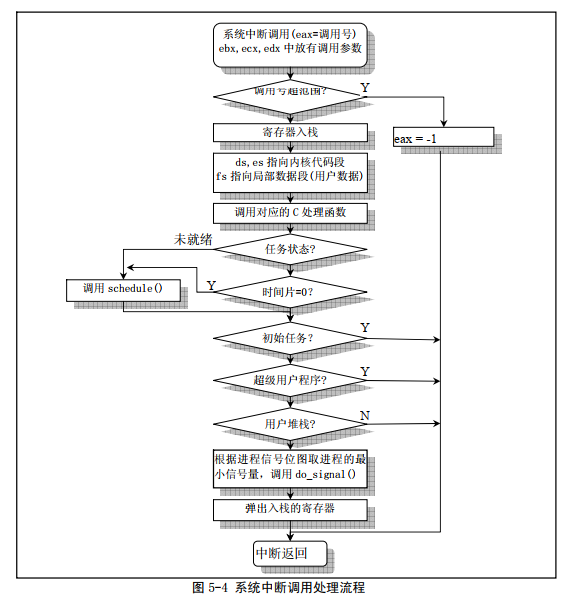 系统中断调用(eax=调用号)
ebx,ecx,edx 中放有调用参数
调用号超范围?
Y
寄存器入栈
eax = -1
ds,es 指向内核代码段
fs 指向局部数据段(用户数据)
调用对应的 C 处理函数
未就绪
任务状态?
调用 schedule()
Y
时间片=0?
初始任务?
Y
超级用户程序?
Y
用户堆栈?
N
根据进程信号位图取进程的最
小信号量，调用 do_signal()
弹出入栈的寄存器
中断返回
图 5-4 系统中断调用处理流程